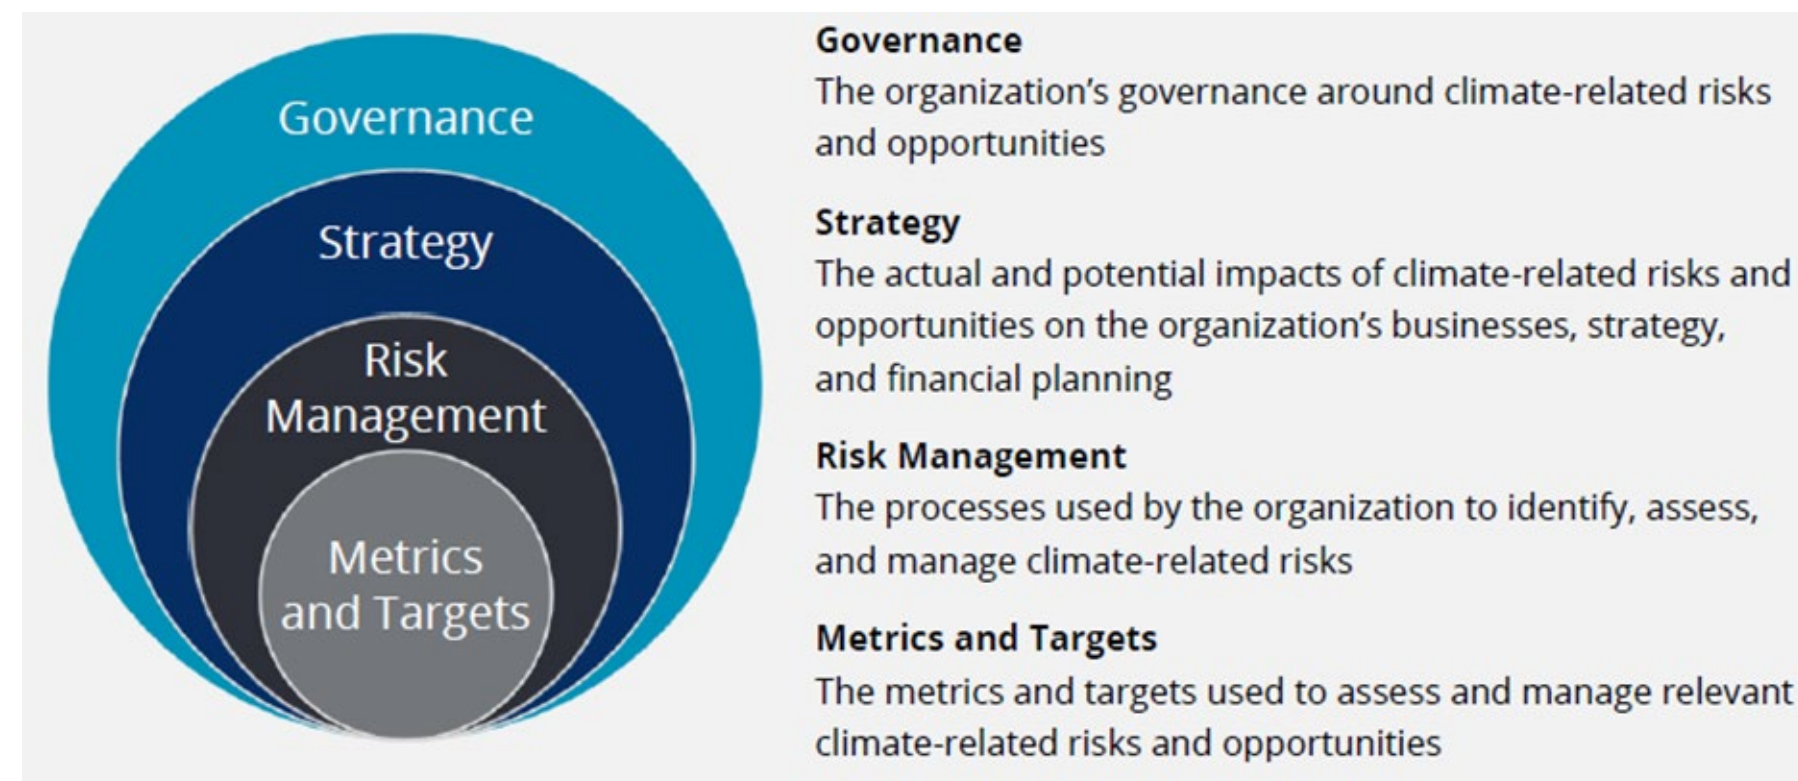 Governance
Strategy
Risk
Management
Metrics
and Targets
Governance
The organization’s governance around climate-related risks
and opportunities
Strategy
The actual and potential impacts of climate-related risks and
opportunities on the organization’s businesses, strategy,
and financial planning
Risk Management
The processes used by the organization to identify, assess,
and manage climate-related risks
Metrics and Targets
The metrics and targets used to assess and manage relevant
climate-related risks and opportunities